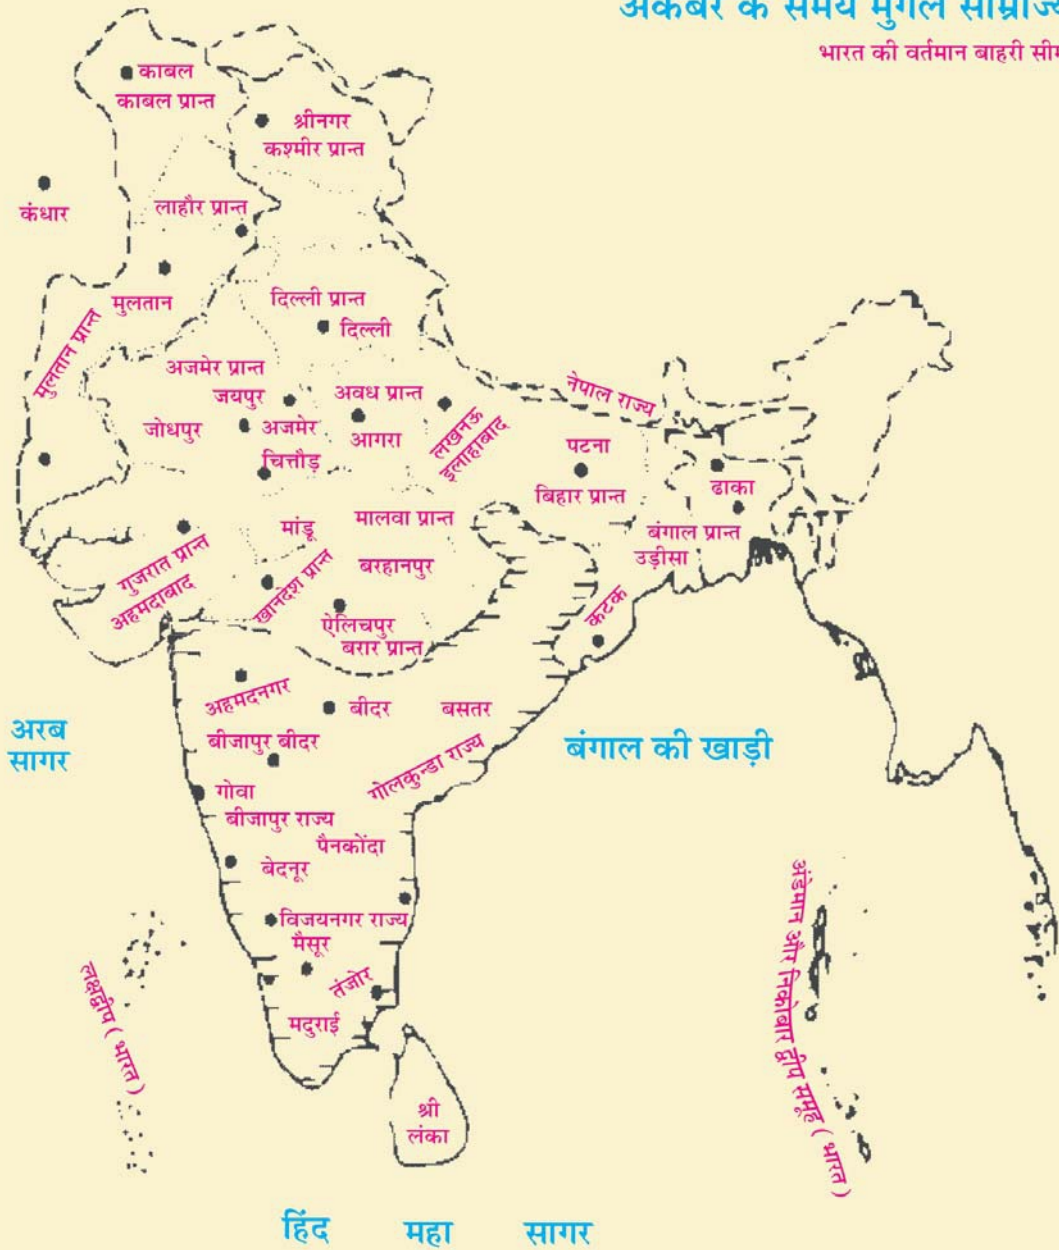 अकबर के समय मुगल साम्राज्य
भारत की वर्तमान बाहरी
काबल
काबल प्रान्त
श्रीनगर
कश्मीर प्रान्त
कंधार
लाहौर प्रान्त
मुलतान
मुलतान प्रान्त
दिल्ली प्रान्त
दिल्ली
अजमेर प्रान्त
जयपुर
अवध प्रान्त
जोधपुर
अजमेर
आगरा
लखनऊ
इलाहाबाद
चित्तौड़
नेपाल राज्य
पटना
बिहार प्रान्त
ढाका
बंगाल प्रान्त
उड़ीसा
मांडू
मालवा प्रान्त
गुजरात प्रान्त
अहमदाबाद
खानदेश प्रान्त
बरहानपुर
ऐलिचपुर
बरार प्रान्त
कटक
अहमदनगर
बीदर
बसतर
अरब
सागर
बीजापुर बीदर
गोलकुन्डा राज्य
बंगाल की खाड़ी
गोवा
बीजापुर राज्य
पैनकोंदा
बेदनूर
विजयनगर राज्य
मैसूर
तंजोर
मदुराई
लक्षद्वीप ( भारत )
अंडेमान और निकोबार द्वीप समूह ( भारत )
श्री
लंका
हिंद महा सागर